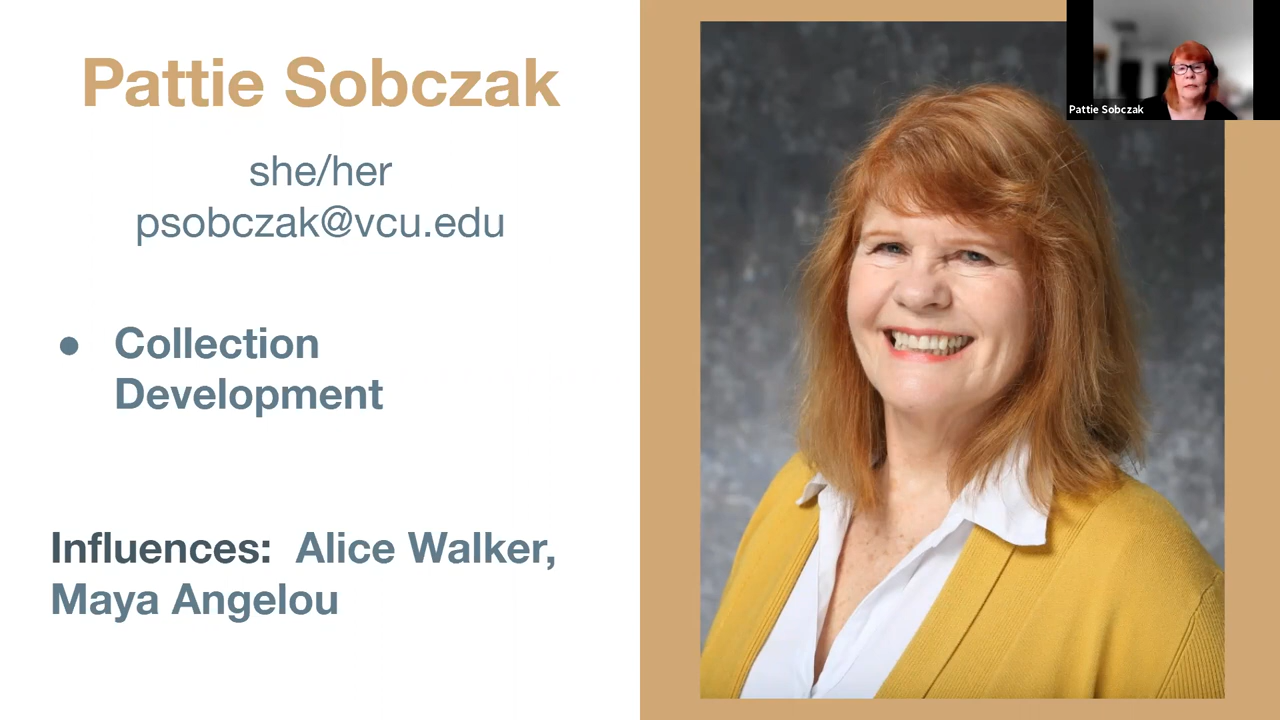 Pattie Sobczak
she/her
psobczak@vcu.edu
● Collection
Development
Influences: Alice Walker,
Maya Angelou
Pattie Sobczak